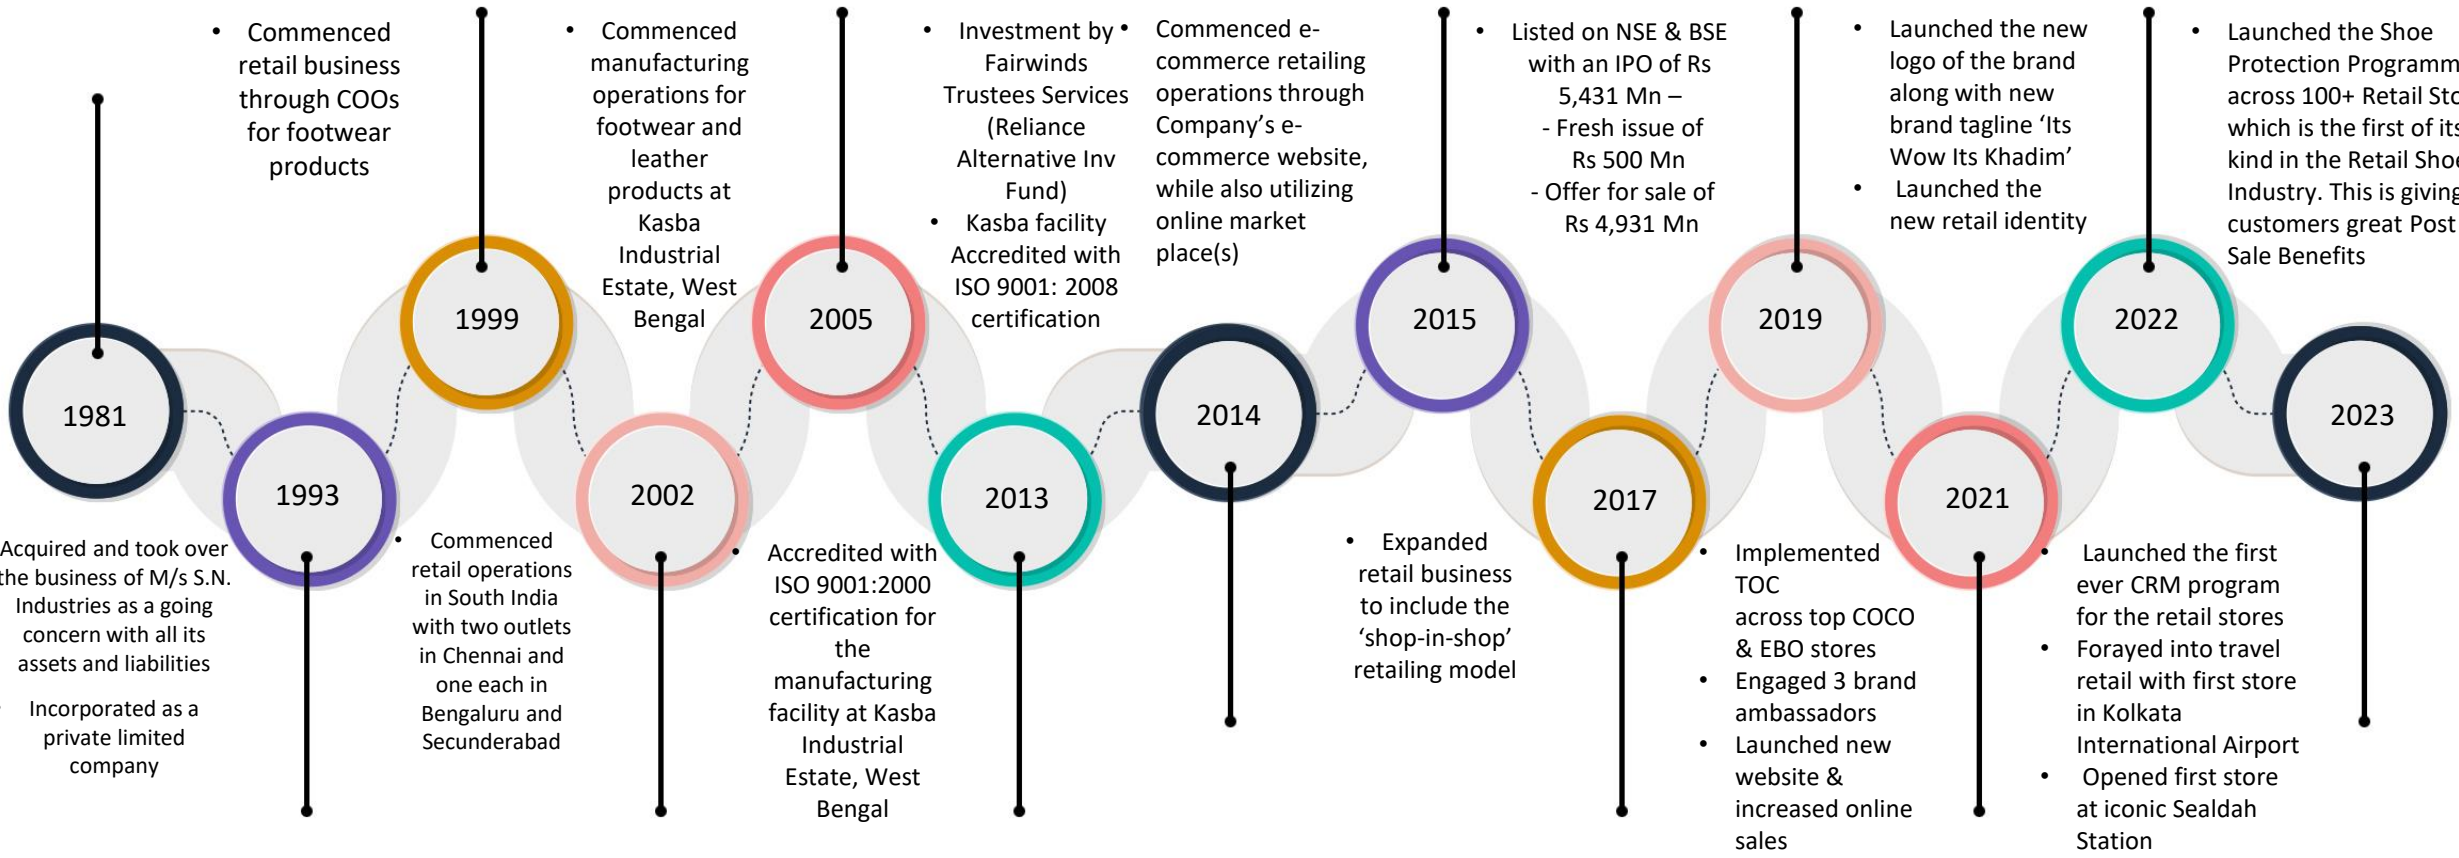 • Commenced
retail business
through COOs
for footwear
products
• Commenced
manufacturing
operations for
footwear and
leather
products at
Kasba
Industrial
Estate, West
Bengal
• Investment by
Fairwinds
Trustees Services
(Reliance
Alternative Inv
Fund)
• Kasba facility
Accredited with
ISO 9001: 2008
certification
• Commenced e-
commerce retailing
operations through
Company’s e-
commerce website,
while also utilizing
online market
place(s)
• Listed on NSE & BSE
with an IPO of Rs
5,431 Mn –
- Fresh issue of
Rs 500 Mn
- Offer for sale of
Rs 4,931 Mn
• Launched the new
logo of the brand
along with new
brand tagline ‘Its
Wow Its Khadim’
• Launched the
new retail identity
• Launched the Shoe
Protection Programm
across 100+ Retail Sto
which is the first of its
kind in the Retail Shoe
Industry. This is giving
customers great Post
Sale Benefits
1981
1993
1999
2002
2005
2013
2014
2015
2017
2019
2021
2022
2023
Acquired and took over
the business of M/s S.N.
Industries as a going
concern with all its
assets and liabilities
• Incorporated as a
private limited
company
• Commenced
retail operations
in South India
with two outlets
in Chennai and
one each in
Bengaluru and
Secunderabad
• Accredited with
ISO 9001:2000
certification for
the
manufacturing
facility at Kasba
Industrial
Estate, West
Bengal
• Expanded
retail business
to include the
‘shop-in-shop’
retailing model
• Implemented
TOC
across top COCO
& EBO stores
• Engaged 3 brand
ambassadors
• Launched new
website &
increased online
sales
• Launched the first
ever CRM program
for the retail stores
• Forayed into travel
retail with first store
in Kolkata
International Airport
• Opened first store
at iconic Sealdah
Station